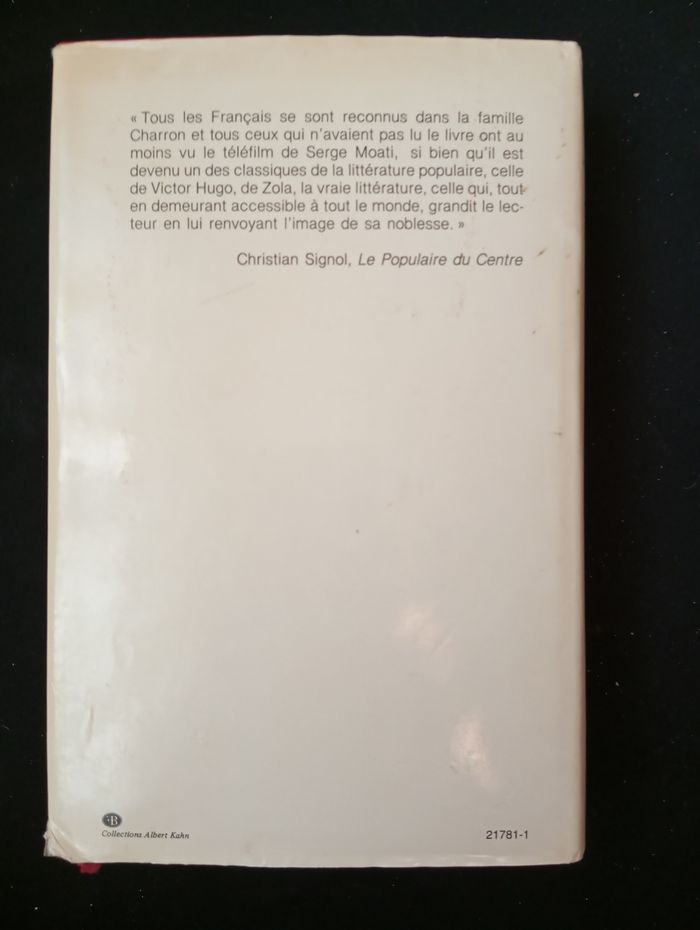 « Tous les Français se sont reconnus dans la famille
Charron et tous ceux qui n'avaient pas lu le livre ont au
moins vu le téléfilm de Serge Moati, si bien qu'il est
devenu un des classiques de la littérature populaire, celle
de Victor Hugo, de Zola, la vraie littérature, celle qui, tout
en demeurant accessible à tout le monde, grandit le lec-
teur en lui renvoyant l'image de sa noblesse. »
Christian Signol, Le Populaire du Centre
B
Collections Albert Kahn
21781-1